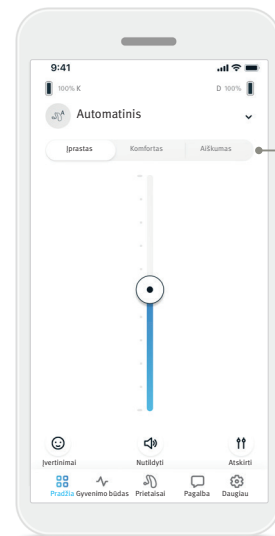 9:41
100% K
D 100%
Automatinis
Įprastas
Komfortas
Aiškumas
Įvertinimai
Nutildyti
Atskirti
Pradžia
Gyvenimo būdas
Prietaisai
Pagalba
Daugiau